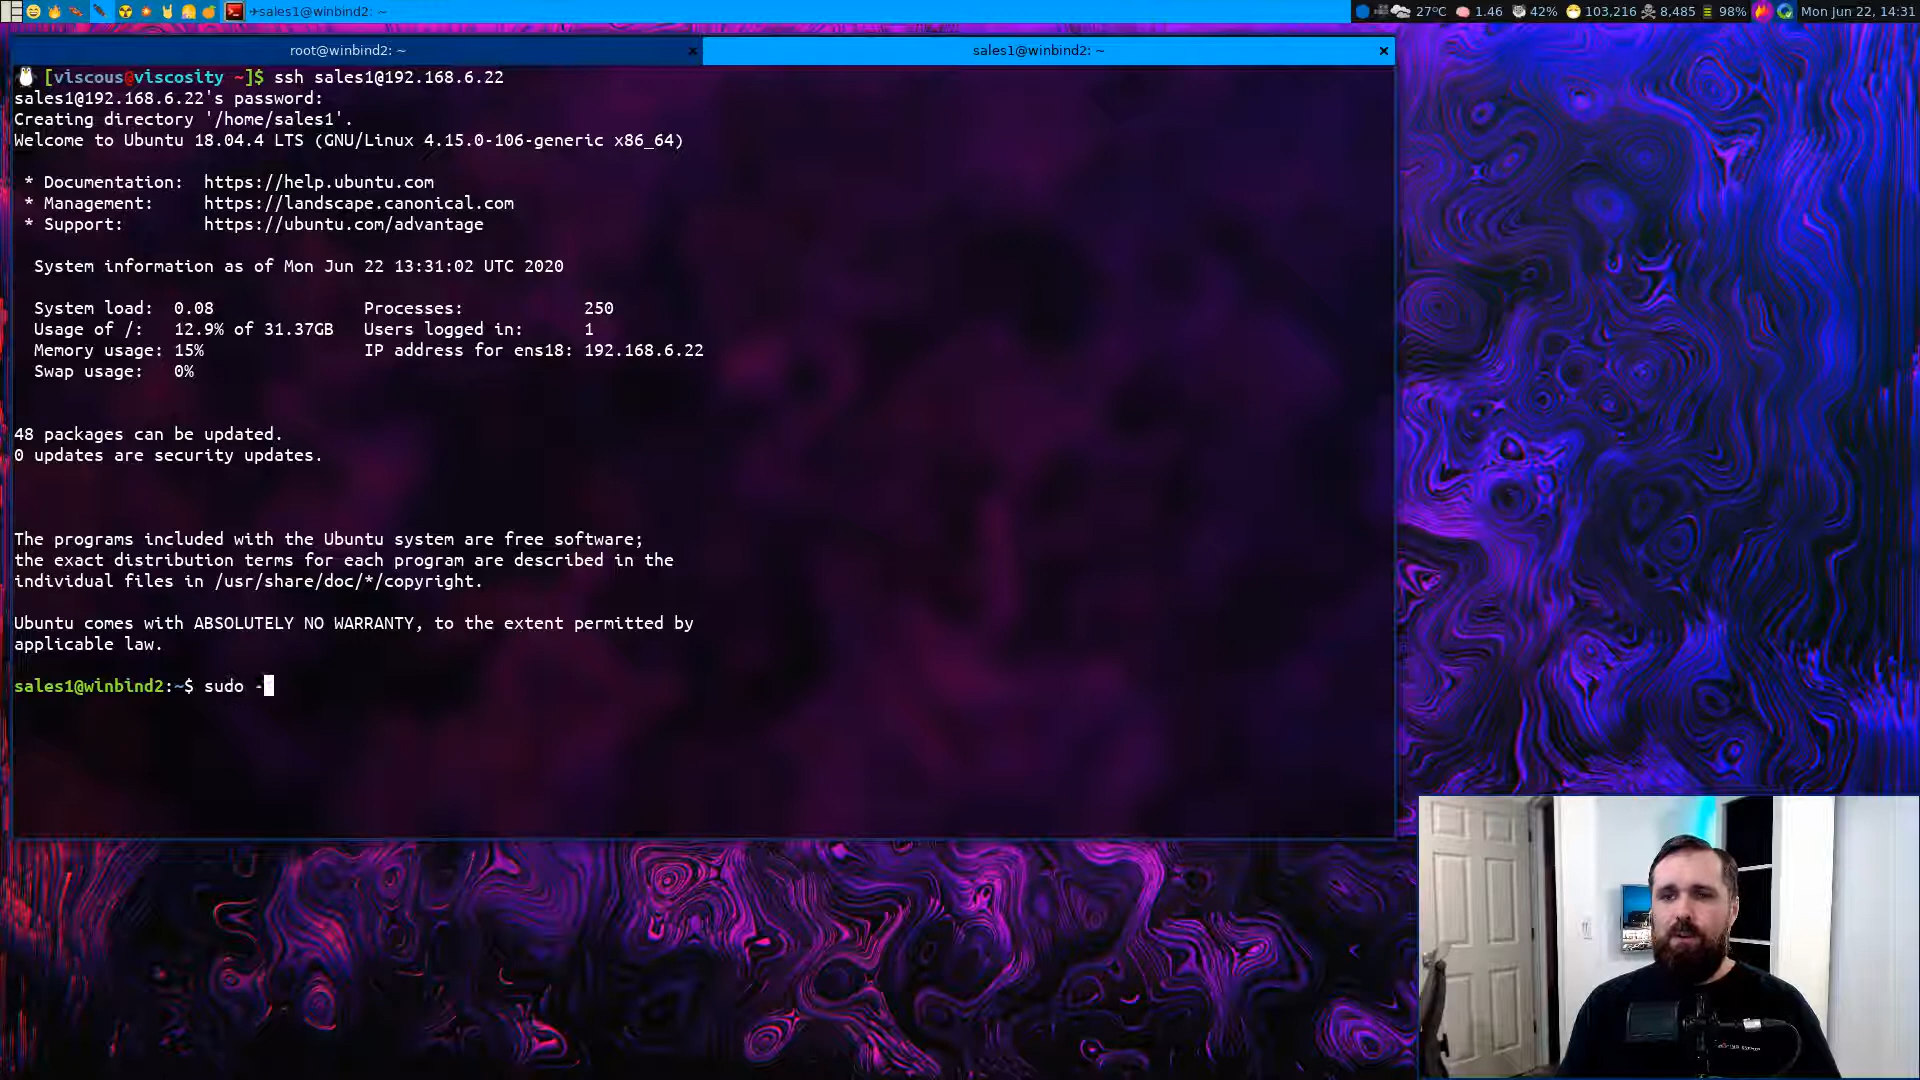 sales1@winbind2: ~
27°C 1.46 42% 103,216 8,485 98% Mon Jun 22, 14:31
root@winbind2: ~ × sales1@winbind2: ~ ×
[viscous@viscosity ~]$ ssh sales1@192.168.6.22
sales1@192.168.6.22's password:
Creating directory '/home/sales1'.
Welcome to Ubuntu 18.04.4 LTS (GNU/Linux 4.15.0-106-generic x86_64)
* Documentation: https://help.ubuntu.com
* Management: https://landscape.canonical.com
* Support: https://ubuntu.com/advantage
System information as of Mon Jun 22 13:31:02 UTC 2020
System load: 0.08 Processes: 250
Usage of /: 12.9% of 31.37GB Users logged in: 1
Memory usage: 15% IP address for ens18: 192.168.6.22
Swap usage: 0%
48 packages can be updated.
0 updates are security updates.
The programs included with the Ubuntu system are free software;
the exact distribution terms for each program are described in the
individual files in /usr/share/doc/*/copyright.
Ubuntu comes with ABSOLUTELY NO WARRANTY, to the extent permitted by
applicable law.
sales1@winbind2:~$ sudo -